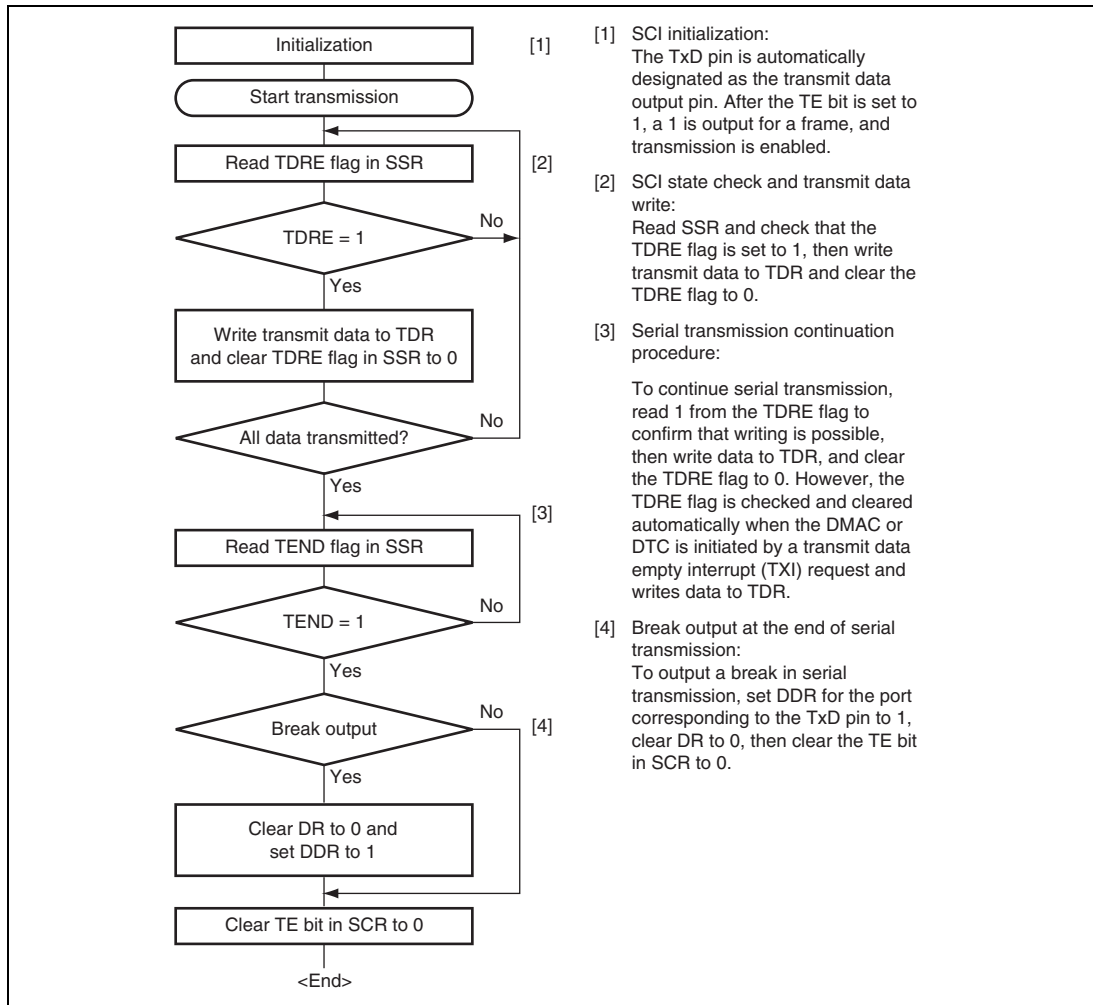 Initialization
[1]
Start transmission
Read TDRE flag in SSR
[2]
TDRE = 1
No
Yes
Write transmit data to TDR
and clear TDRE flag in SSR to 0
All data transmitted?
No
Yes
[3]
Read TEND flag in SSR
TEND = 1
No
Yes
Break output
No
[4]
Yes
Clear DR to 0 and
set DDR to 1
Clear TE bit in SCR to 0
<End>
[1] SCI initialization:
The TxD pin is automatically
designated as the transmit data
output pin. After the TE bit is set to
1, a 1 is output for a frame, and
transmission is enabled.
[2] SCI state check and transmit data
write:
Read SSR and check that the
TDRE flag is set to 1, then write
transmit data to TDR and clear the
TDRE flag to 0.
[3] Serial transmission continuation
procedure:
To continue serial transmission,
read 1 from the TDRE flag to
confirm that writing is possible,
then write data to TDR, and clear
the TDRE flag to 0. However, the
TDRE flag is checked and cleared
automatically when the DMAC or
DTC is initiated by a transmit data
empty interrupt (TXI) request and
writes data to TDR.
[4] Break output at the end of serial
transmission:
To output a break in serial
transmission, set DDR for the port
corresponding to the TxD pin to 1,
clear DR to 0, then clear the TE bit
in SCR to 0.